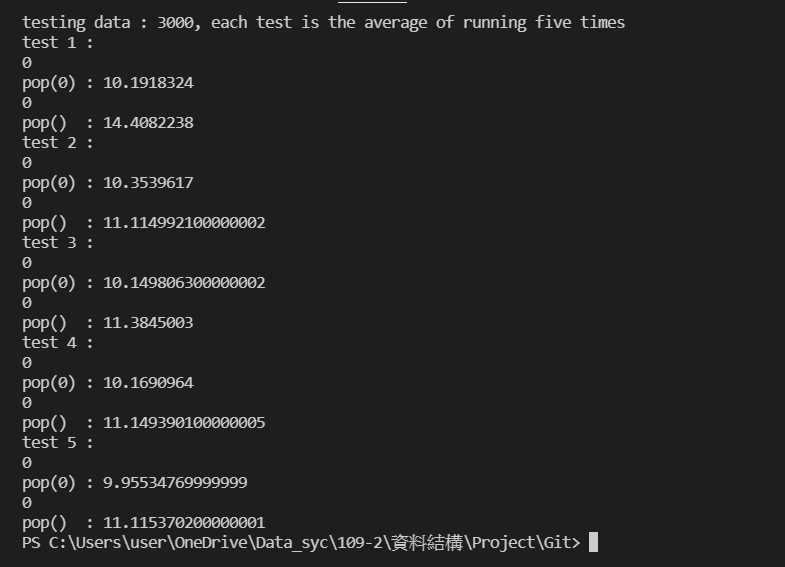 testing data : 3000, each test is the average of running five times
test 1 :
0
pop(0) : 10.1918324
0
pop()  : 14.4082238
test 2 :
0
pop(0) : 10.3539617
0
pop()  : 11.114992100000002
test 3 :
0
pop(0) : 10.149806300000002
0
pop()  : 11.3845003
test 4 :
0
pop(0) : 10.1690964
0
pop()  : 11.149390100000005
test 5 :
0
pop(0) : 9.95534769999999
0
pop()  : 11.115370200000001
PS C:\Users\user\OneDrive\Data_syc\109-2\資料結構\Project\Git>